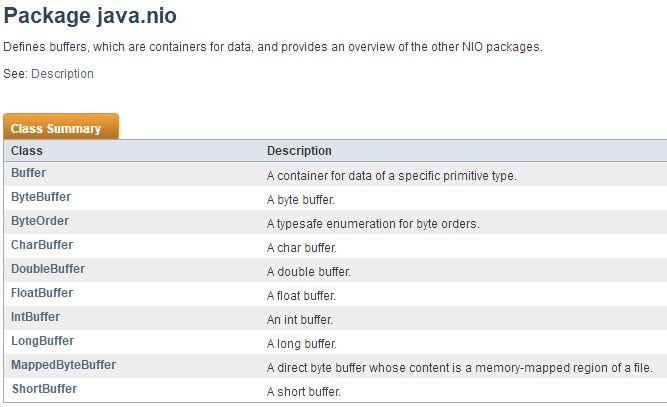 Package java.nio
Defines buffers, which are containers for data, and provides an overview of the other NIO packages.
See: Description
Class Summary
Class Description
Buffer A container for data of a specific primitive type.
ByteBuffer A byte buffer.
ByteOrder A typesafe enumeration for byte orders.
CharBuffer A char buffer.
DoubleBuffer A double buffer.
FloatBuffer A float buffer.
IntBuffer An int buffer.
LongBuffer A long buffer.
MappedByteBuffer A direct byte buffer whose content is a memory-mapped region of a file.
ShortBuffer A short buffer.